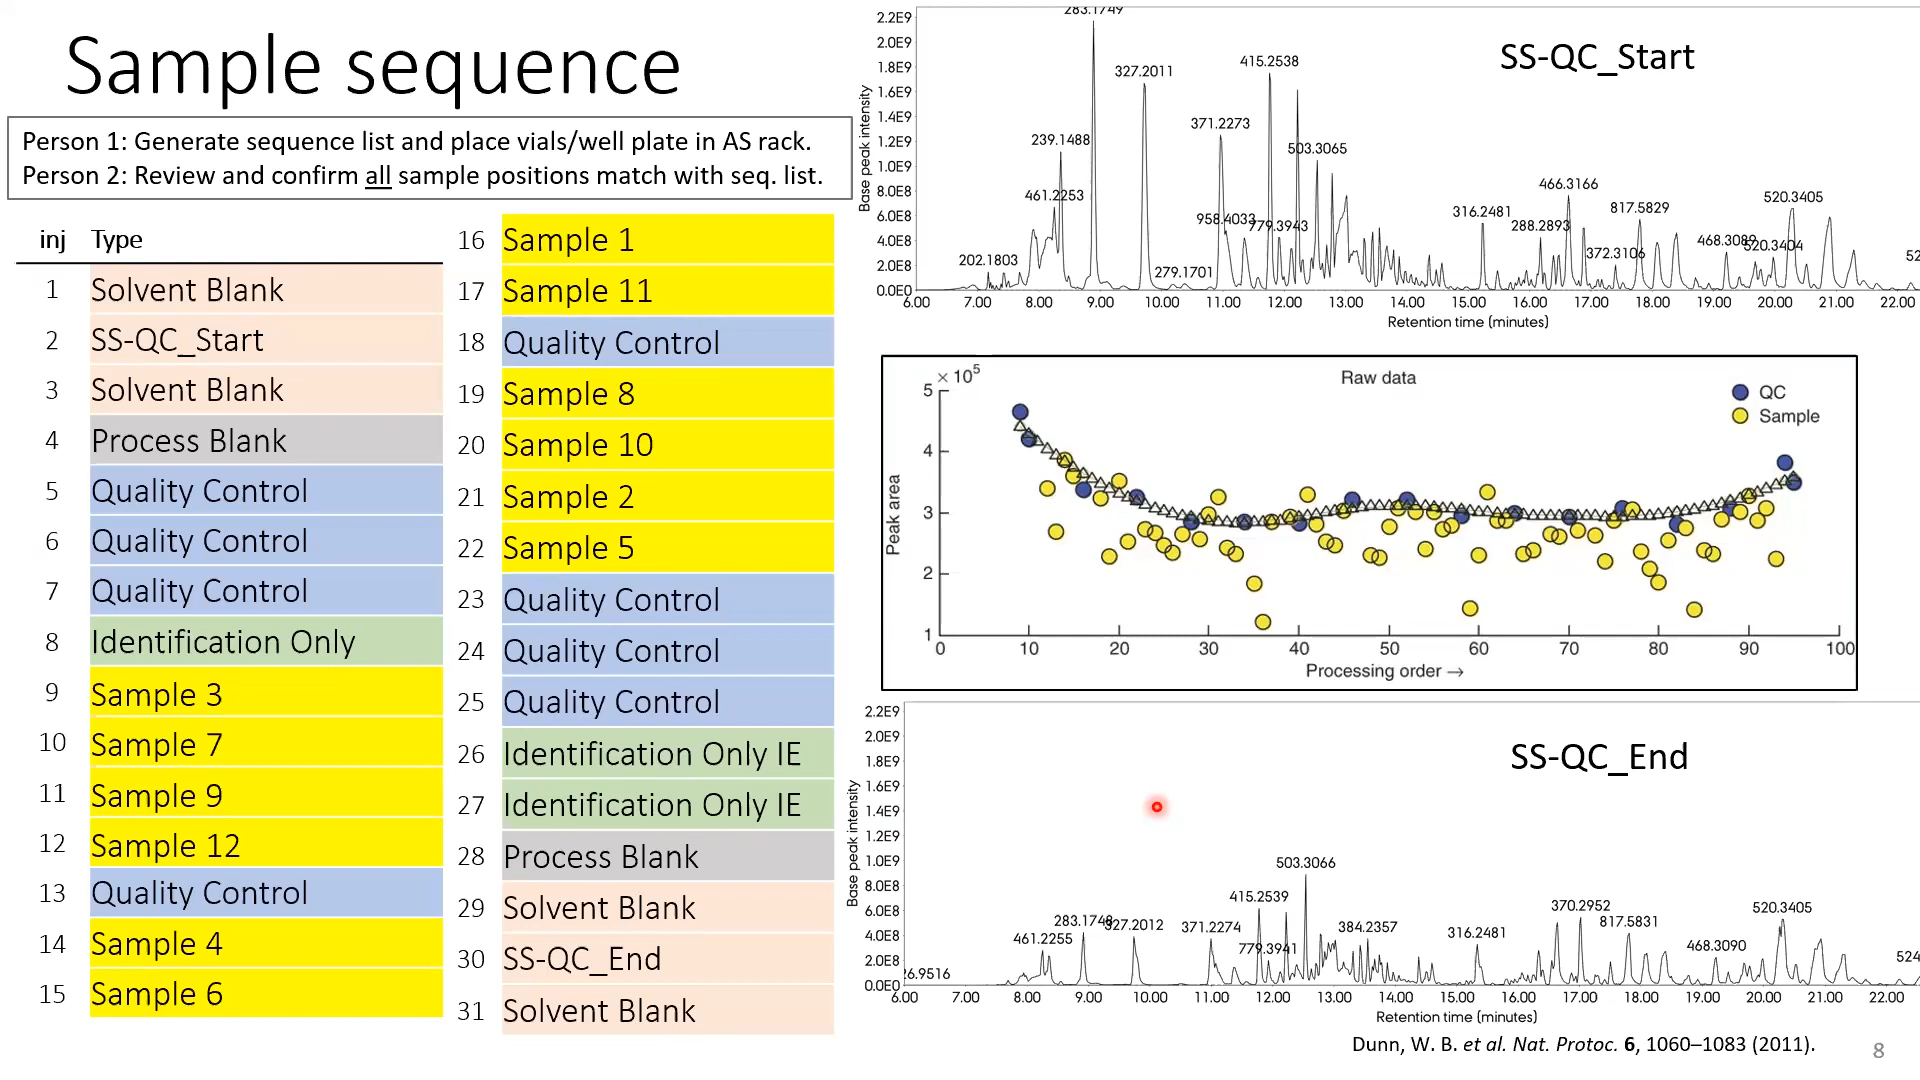 Sample sequence
Person 1: Generate sequence list and place vials/well plate in AS rack.
Person 2: Review and confirm all sample positions match with seq. list.
inj Type
1 Solvent Blank
2 SS-QC_Start
3 Solvent Blank
4 Process Blank
5 Quality Control
6 Quality Control
7 Quality Control
8 Identification Only
9 Sample 3
10 Sample 7
11 Sample 9
12 Sample 12
13 Quality Control
14 Sample 4
15 Sample 6
16 Sample 1
17 Sample 11
18 Quality Control
19 Sample 8
20 Sample 10
21 Sample 2
22 Sample 5
23 Quality Control
24 Quality Control
25 Quality Control
26 Identification Only IE
27 Identification Only IE
28 Process Blank
29 Solvent Blank
30 SS-QC_End
31 Solvent Blank
SS-QC_Start
Base peak intensity
2.2E9
2.0E9
1.8E9
1.6E9
1.4E9
1.2E9
1.0E9
8.0E8
6.0E8
4.0E8
2.0E8
0.0E0
283.1749
327.2011
415.2538
371.2273
239.1488
503.3065
461.2253
958.4033
779.3943
466.3166
316.2481
817.5829
520.3405
288.2893
372.3106
468.3089
520.3404
202.1803
279.1701
52
6.00 7.00 8.00 9.00 10.00 11.00 12.00 13.00 14.00 15.00 16.00 17.00 18.00 19.00 20.00 21.00 22.00
Retention time (minutes)
Raw data
× 10⁵
QC
Sample
Peak area
5
4
3
2
1
0 10 20 30 40 50 60 70 80 90 100
Processing order →
SS-QC_End
Base peak intensity
2.2E9
2.0E9
1.8E9
1.6E9
1.4E9
1.2E9
1.0E9
8.0E8
6.0E8
4.0E8
2.0E8
0.0E0
503.3066
415.2539
283.1748
327.2012
371.2274
384.2357
461.2255
779.3941
316.2481
370.2952
817.5831
520.3405
468.3090
524
26.9516
6.00 7.00 8.00 9.00 10.00 11.00 12.00 13.00 14.00 15.00 16.00 17.00 18.00 19.00 20.00 21.00 22.00
Retention time (minutes)
Dunn, W. B. et al. Nat. Protoc. 6, 1060–1083 (2011).
8